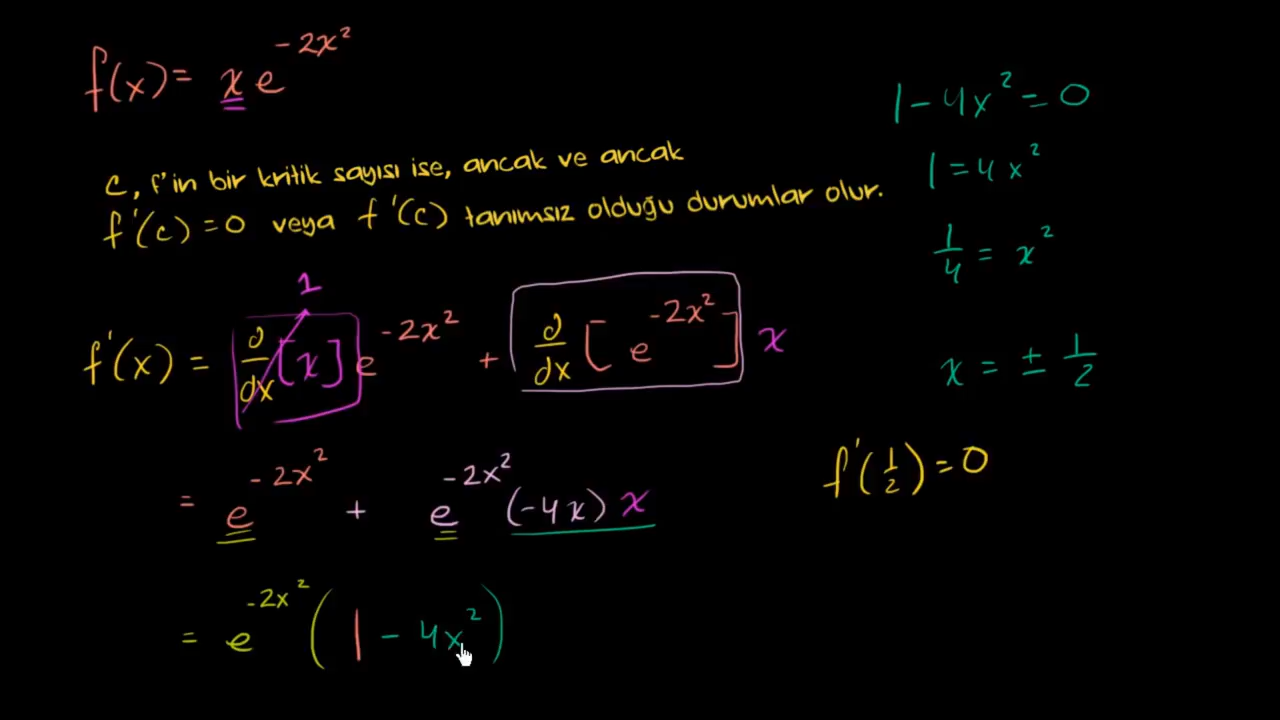 f(x) = x e^{-2x²}
c, f'in bir kritik sayısı ise, ancak ve ancak
f'(c) = 0 veya f'(c) tanımsız olduğu durumlar olur.
1
f'(x) = d/dx [x] e^{-2x²} + d/dx [e^{-2x²}] x
= e^{-2x²} + e^{-2x²} (-4x) x
= e^{-2x²} (1 - 4x²)
1 - 4x² = 0
1 = 4x²
1/4 = x²
x = ± 1/2
f'(1/2) = 0